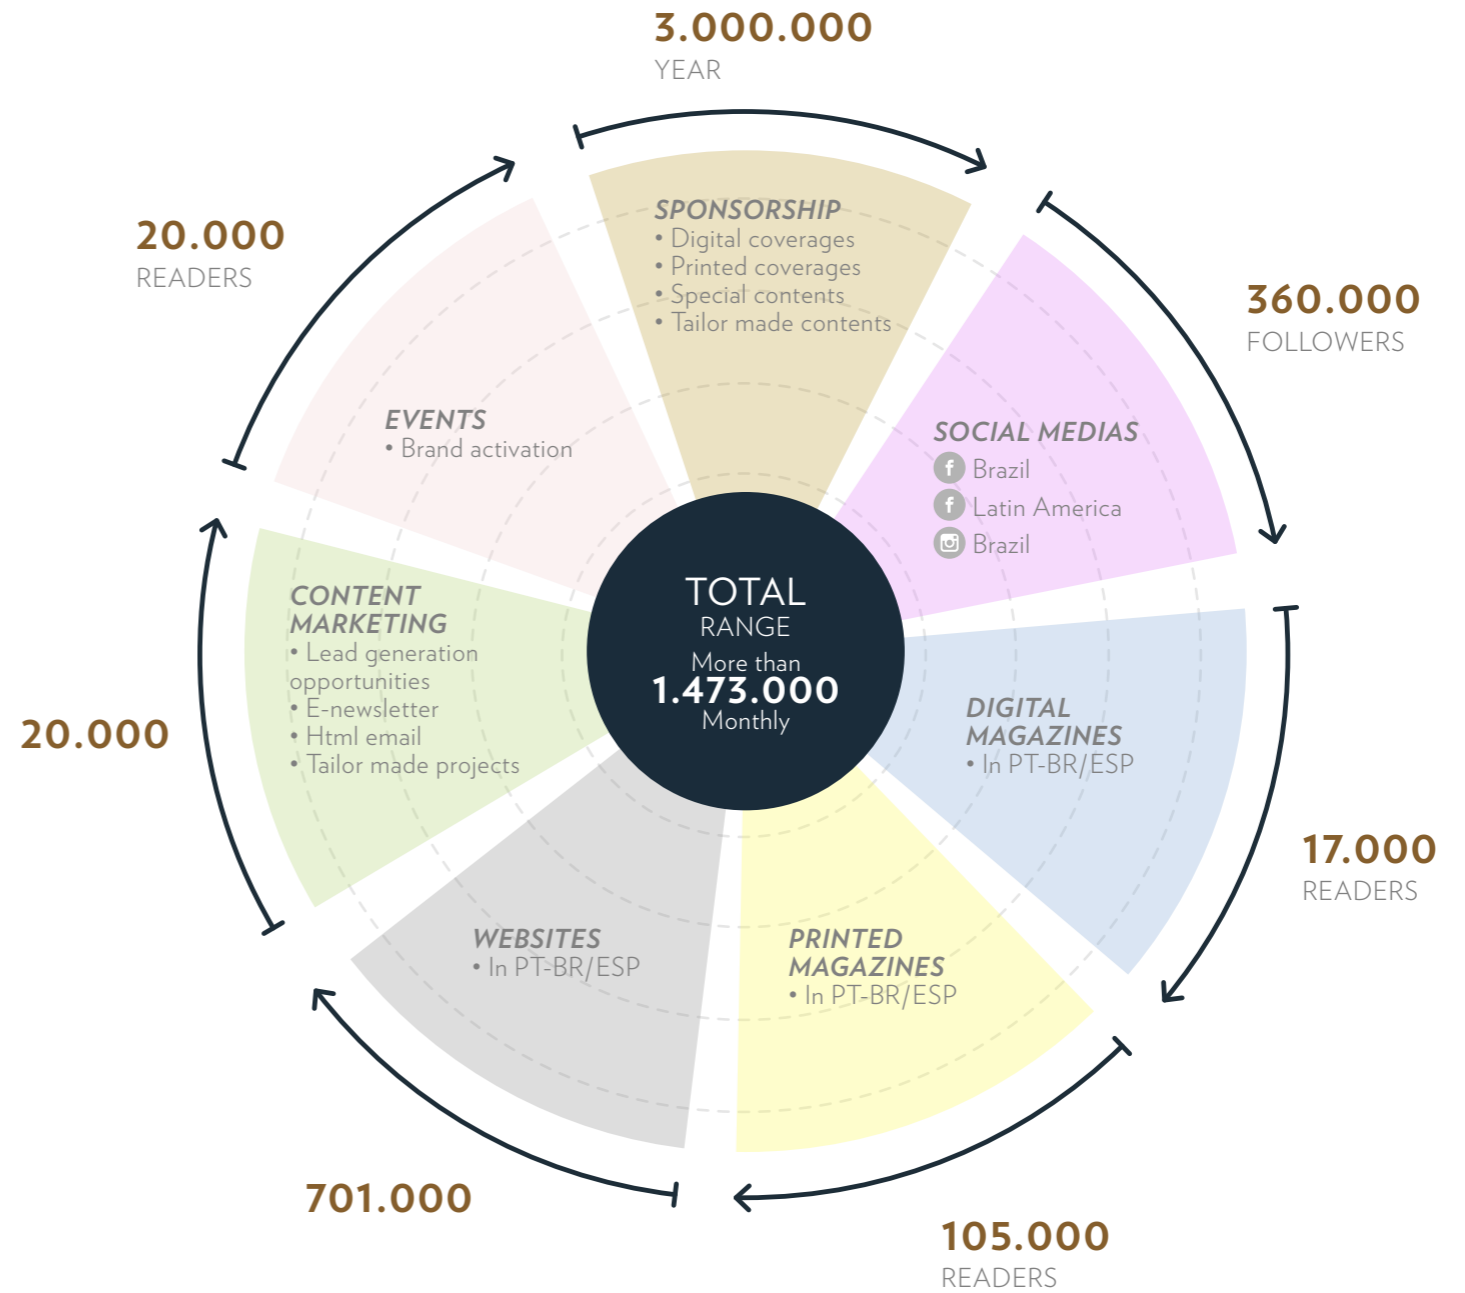 3.000.000
YEAR
SPONSORSHIP
• Digital coverages
• Printed coverages
• Special contents
• Tailor made contents
360.000
FOLLOWERS
SOCIAL MEDIAS
Brazil
Latin America
Brazil
17.000
READERS
DIGITAL
MAGAZINES
• In PT-BR/ESP
105.000
READERS
PRINTED
MAGAZINES
• In PT-BR/ESP
701.000
WEBSITES
• In PT-BR/ESP
20.000
CONTENT
MARKETING
• Lead generation
opportunities
• E-newsletter
• Html email
• Tailor made projects
20.000
READERS
EVENTS
• Brand activation
TOTAL
RANGE
More than
1.473.000
Monthly